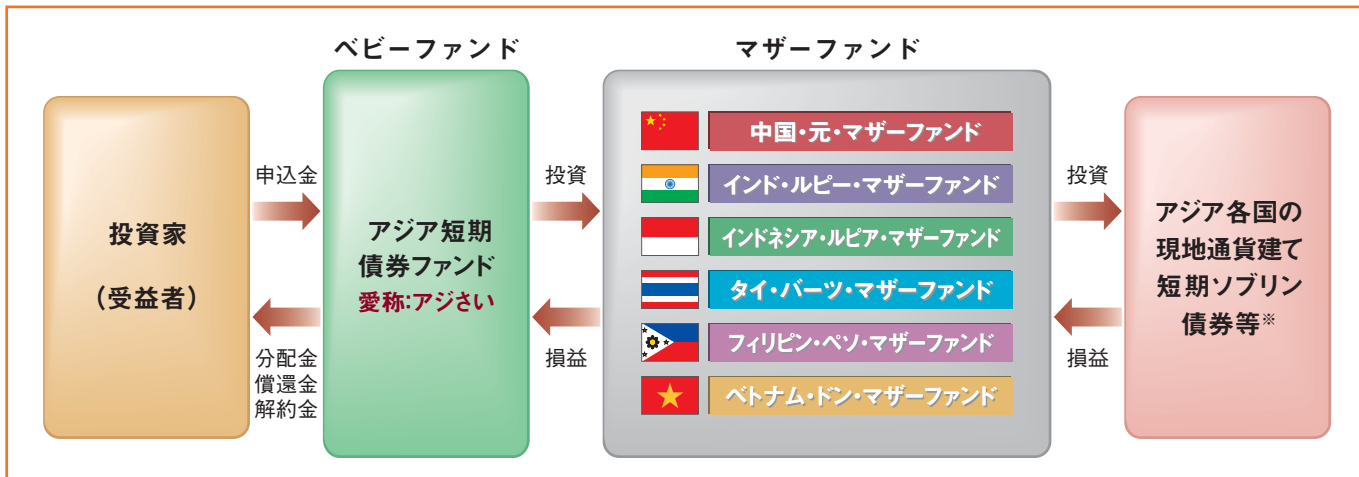 ベビーファンド
マザーファンド
投資家
(受益者)
申込金
分配金
償還金
解約金
アジア短期
債券ファンド
愛称:アジさい
投資
損益
中国・元・マザーファンド
インド・ルピー・マザーファンド
インドネシア・ルピア・マザーファンド
タイ・バーツ・マザーファンド
フィリピン・ペソ・マザーファンド
ベトナム・ドン・マザーファンド
投資
損益
アジア各国の
現地通貨建て
短期ソブリン
債券等※